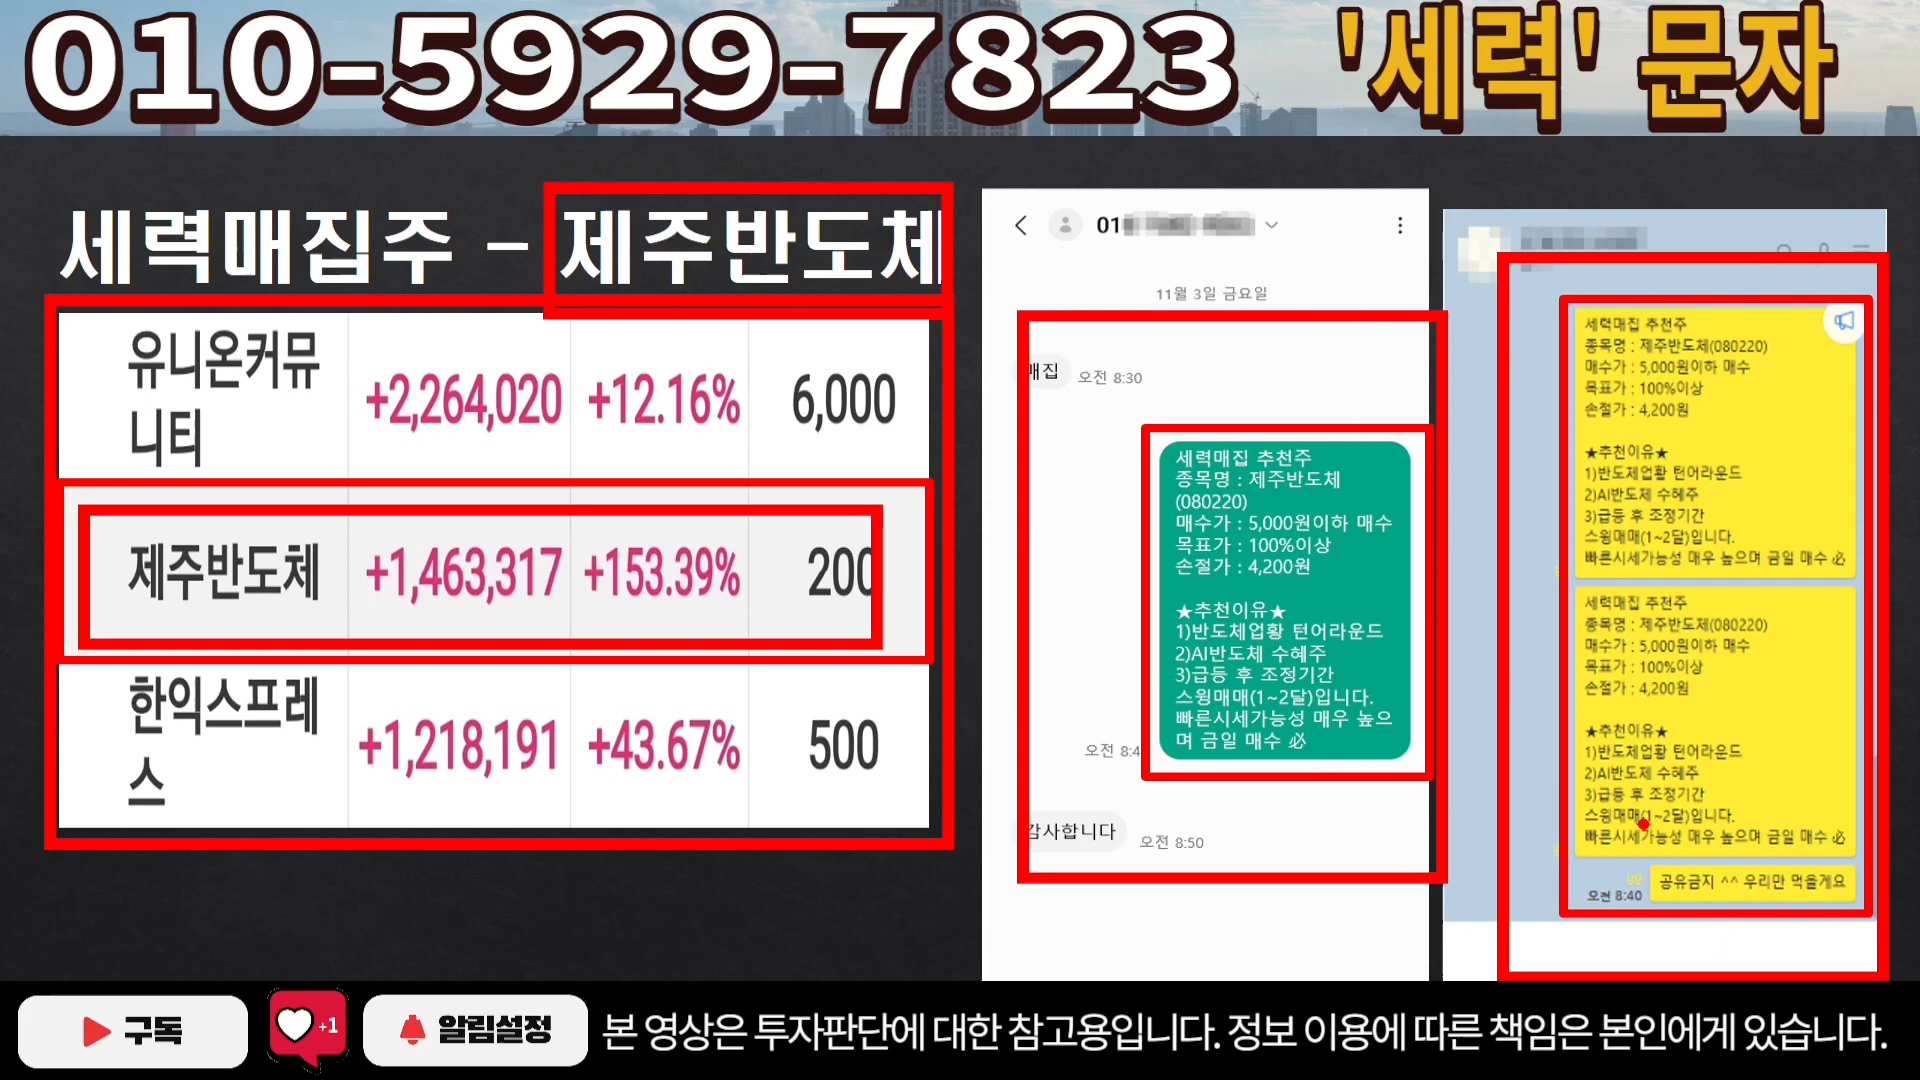 010-5929-7823 '세력' 문자
세력매집주 – 제주반도체
유니온커뮤
니티
+2,264,020 +12.16% 6,000
제주반도체 +1,463,317 +153.39% 200
한익스프레
스
+1,218,191 +43.67% 500
01
11월 3일 금요일
매집 오전 8:30
세력매집 추천주
종목명 : 제주반도체
(080220)
매수가 : 5,000원이하 매수
목표가 : 100%이상
손절가 : 4,200원
★추천이유★
1)반도체업황 턴어라운드
2)AI반도체 수혜주
3)급등 후 조정기간
스윙매매(1~2달)입니다.
빠른시세가능성 매우 높으
며 금일 매수 必
오전 8:4
감사합니다 오전 8:50
세력매집 추천주
종목명 : 제주반도체(080220)
매수가 : 5,000원이하 매수
목표가 : 100%이상
손절가 : 4,200원
★추천이유★
1)반도체업황 턴어라운드
2)AI반도체 수혜주
3)급등 후 조정기간
스윙매매(1~2달)입니다.
빠른시세가능성 매우 높으며 금일 매수 必
세력매집 추천주
종목명 : 제주반도체(080220)
매수가 : 5,000원이하 매수
목표가 : 100%이상
손절가 : 4,200원
★추천이유★
1)반도체업황 턴어라운드
2)AI반도체 수혜주
3)급등 후 조정기간
스윙매매(1~2달)입니다.
빠른시세가능성 매우 높으며 금일 매수 必
공유금지 ^^ 우리만 먹을게요
오전 8:40
구독 +1 알림설정 본 영상은 투자판단에 대한 참고용입니다. 정보 이용에 따른 책임은 본인에게 있습니다.